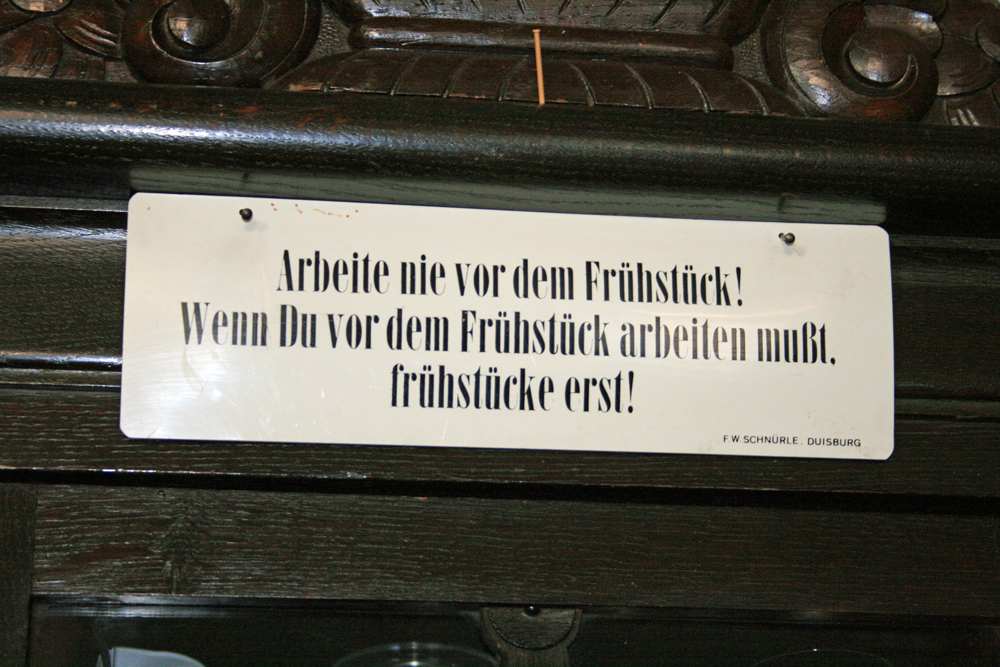 Arbeite nie vor dem Frühstück!
Wenn Du vor dem Frühstück arbeiten mußt,
frühstücke erst!
F.W.SCHNÜRLE. DUISBURG